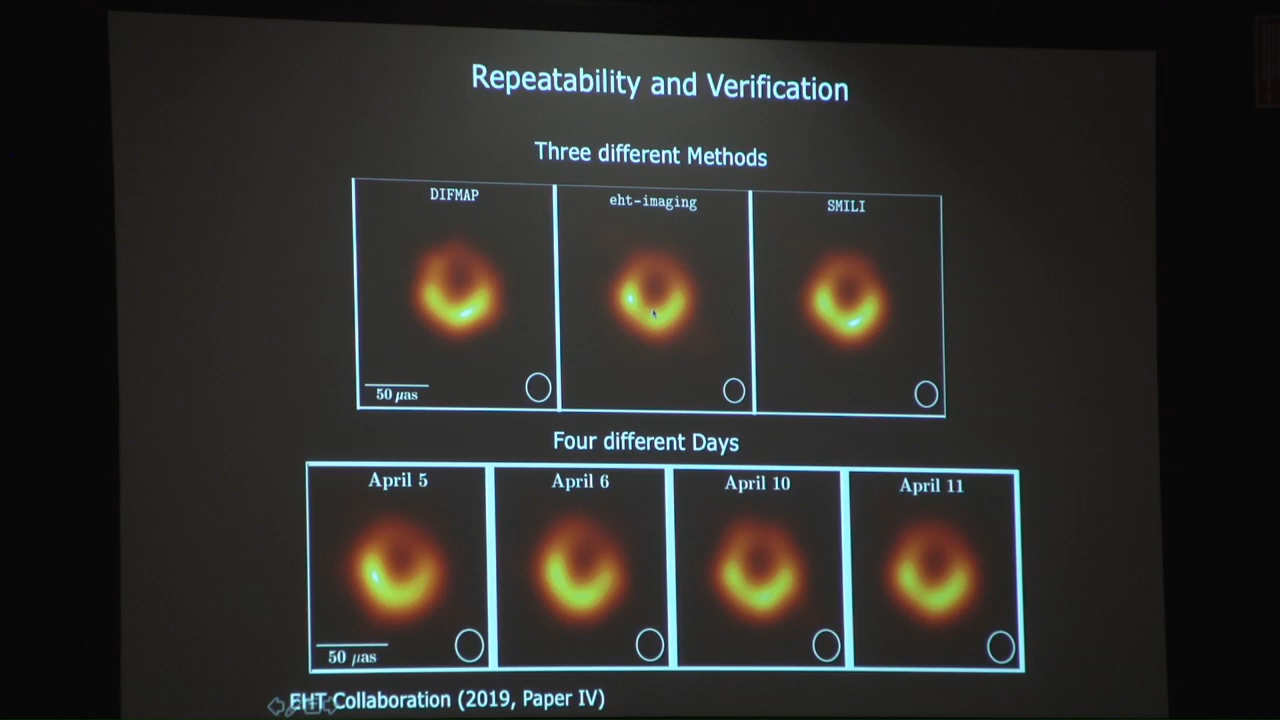 Repeatability and Verification
Three different Methods
DIFMAP
eht-imaging
SMILI
50 μas
Four different Days
April 5
April 6
April 10
April 11
50 μas
EHT Collaboration (2019, Paper IV)